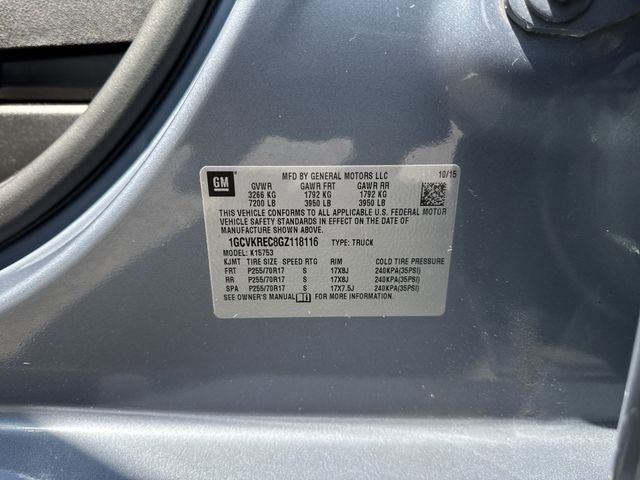 GM MFD BY GENERAL MOTORS LLC 10/15
GVWR GAWR FRT GAWR RR
3266 KG 1792 KG 1792 KG
7200 LB 3950 LB 3950 LB
THIS VEHICLE CONFORMS TO ALL APPLICABLE U.S. FEDERAL MOTOR
VEHICLE SAFETY STANDARDS IN EFFECT ON THE DATE OF
MANUFACTURE SHOWN ABOVE.
1GCVKREC8GZ118116 TYPE: TRUCK
MODEL: K15753
KJMT TIRE SIZE SPEED RTG RIM COLD TIRE PRESSURE
FRT P255/70R17 S 17X8J 240KPA(35PSI)
RR P255/70R17 S 17X8J 240KPA(35PSI)
SPA P255/70R17 S 17X7.5J 240KPA(35PSI)
SEE OWNER'S MANUAL FOR MORE INFORMATION.